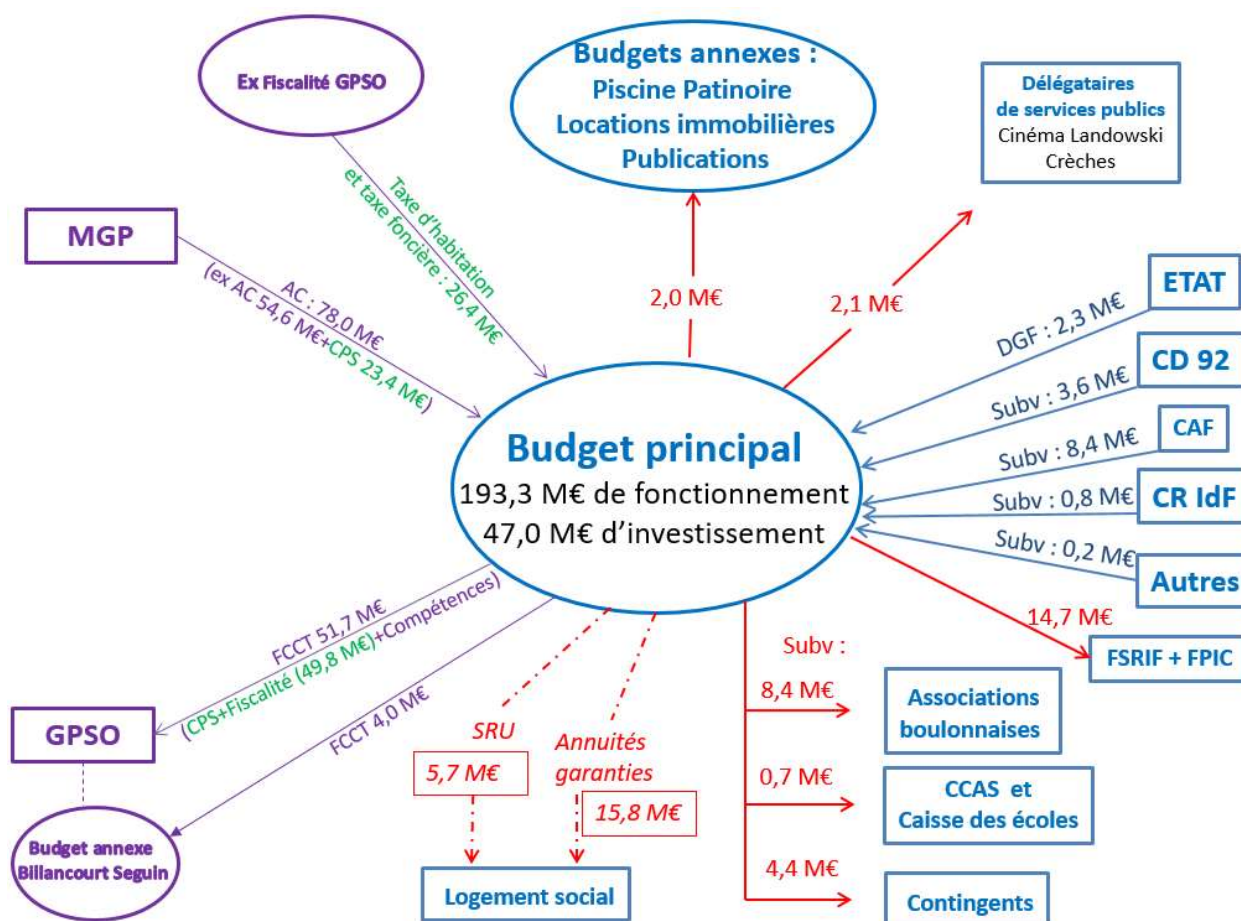 Ex Fiscalité GPSO
Budgets annexes :
Piscine Patinoire
Locations immobilières
Publications
Délégataires
de services publics
Cinéma Landowski
Crèches
MGP
Taxe d'habitation
et taxe foncière : 26,4 M€
AC : 78,0 M€
(ex AC 54,6 M€+CPS 23,4 M€)
2,0 M€
2,1 M€
ETAT
DGF : 2,3 M€
CD 92
Subv : 3,6 M€
CAF
Subv : 8,4 M€
CR IdF
Subv : 0,8 M€
Autres
Subv : 0,2 M€
Budget principal
193,3 M€ de fonctionnement
47,0 M€ d'investissement
14,7 M€
FSRIF + FPIC
FCCT 51,7 M€
(CPS+Fiscalité (49,8 M€)+Compétences)
FCCT 4,0 M€
GPSO
Budget annexe
Billancourt Seguin
SRU
5,7 M€
Annuités
garanties
15,8 M€
Logement social
Subv :
8,4 M€
Associations
boulonnaises
0,7 M€
CCAS et
Caisse des écoles
4,4 M€
Contingents